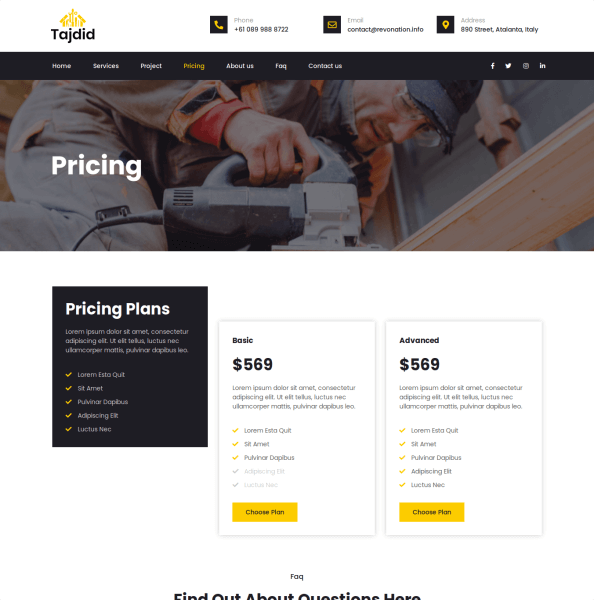 Tajdid
Phone
+61 089 988 8722
Email
contact@revonation.info
Address
890 Street, Atalanta, Italy
Home
Services
Project
Pricing
About us
Faq
Contact us
Pricing
Pricing Plans
Lorem ipsum dolor sit amet, consectetur
adipiscing elit. Ut elit tellus, luctus nec
ullamcorper mattis, pulvinar dapibus leo.
Lorem Esta Quit
Sit Amet
Pulvinar Dapibus
Adipiscing Elit
Luctus Nec
Basic
$569
Lorem ipsum dolor sit amet, consectetur
adipiscing elit. Ut elit tellus, luctus nec
ullamcorper mattis, pulvinar dapibus leo.
Lorem Esta Quit
Sit Amet
Pulvinar Dapibus
Adipiscing Elit
Luctus Nec
Choose Plan
Advanced
$569
Lorem ipsum dolor sit amet, consectetur
adipiscing elit. Ut elit tellus, luctus nec
ullamcorper mattis, pulvinar dapibus leo.
Lorem Esta Quit
Sit Amet
Pulvinar Dapibus
Adipiscing Elit
Luctus Nec
Choose Plan
Faq
Find Out About Questions Here